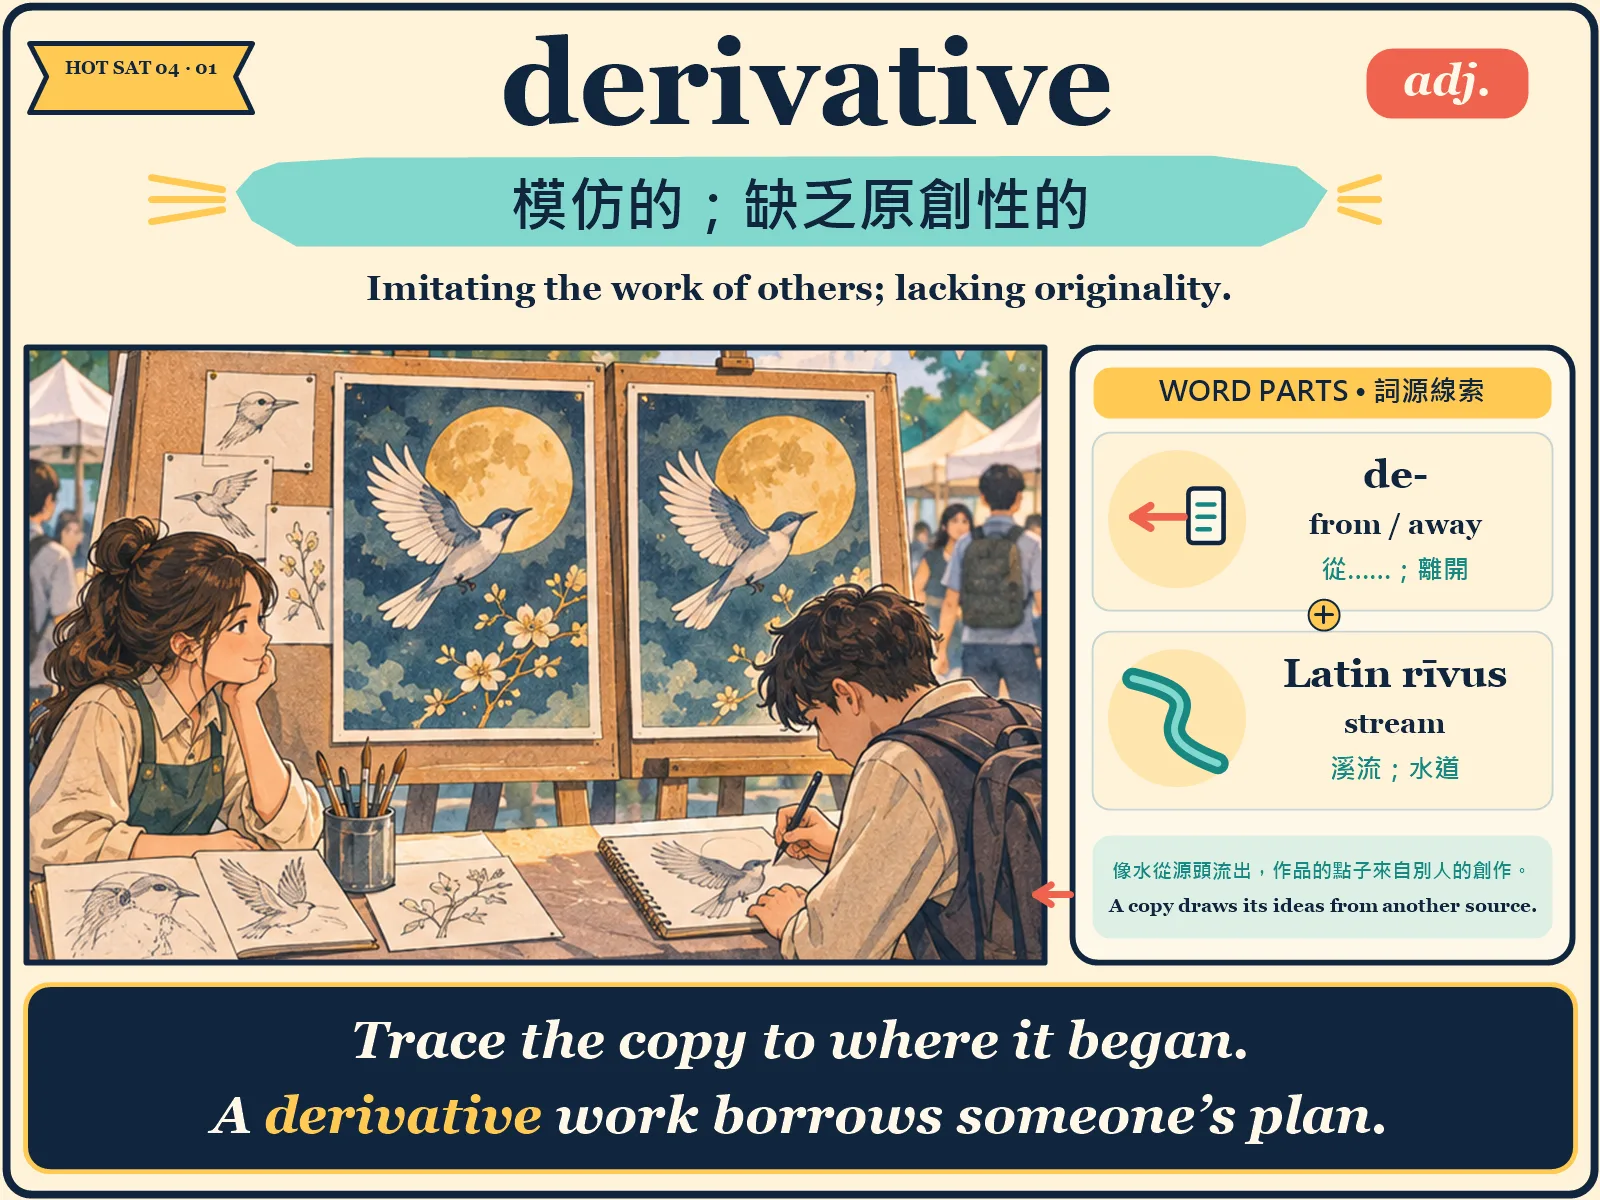 HOT SAT 04 · 01
derivative
adj.
模仿的；缺乏原創性的
Imitating the work of others; lacking originality.
WORD PARTS • 詞源線索
de-
from / away
從……；離開
+
Latin rīvus
stream
溪流；水道
像水從源頭流出，作品的點子來自別人的創作。
A copy draws its ideas from another source.
Trace the copy to where it began.
A derivative work borrows someone’s plan.